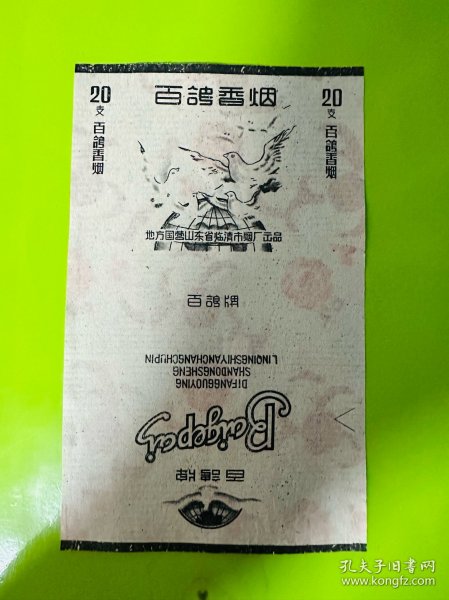 百鸽香烟
20支 百鸽香烟
20支 百鸽香烟
地方国营山东省临清市烟厂出品
百鸽牌
百鸽牌
Baigepai
DIFANGGUOYING
SHANDONGSHENG
LINQINGSHIYANCHANGCHUPIN
孔夫子旧书网
www.kongfz.com